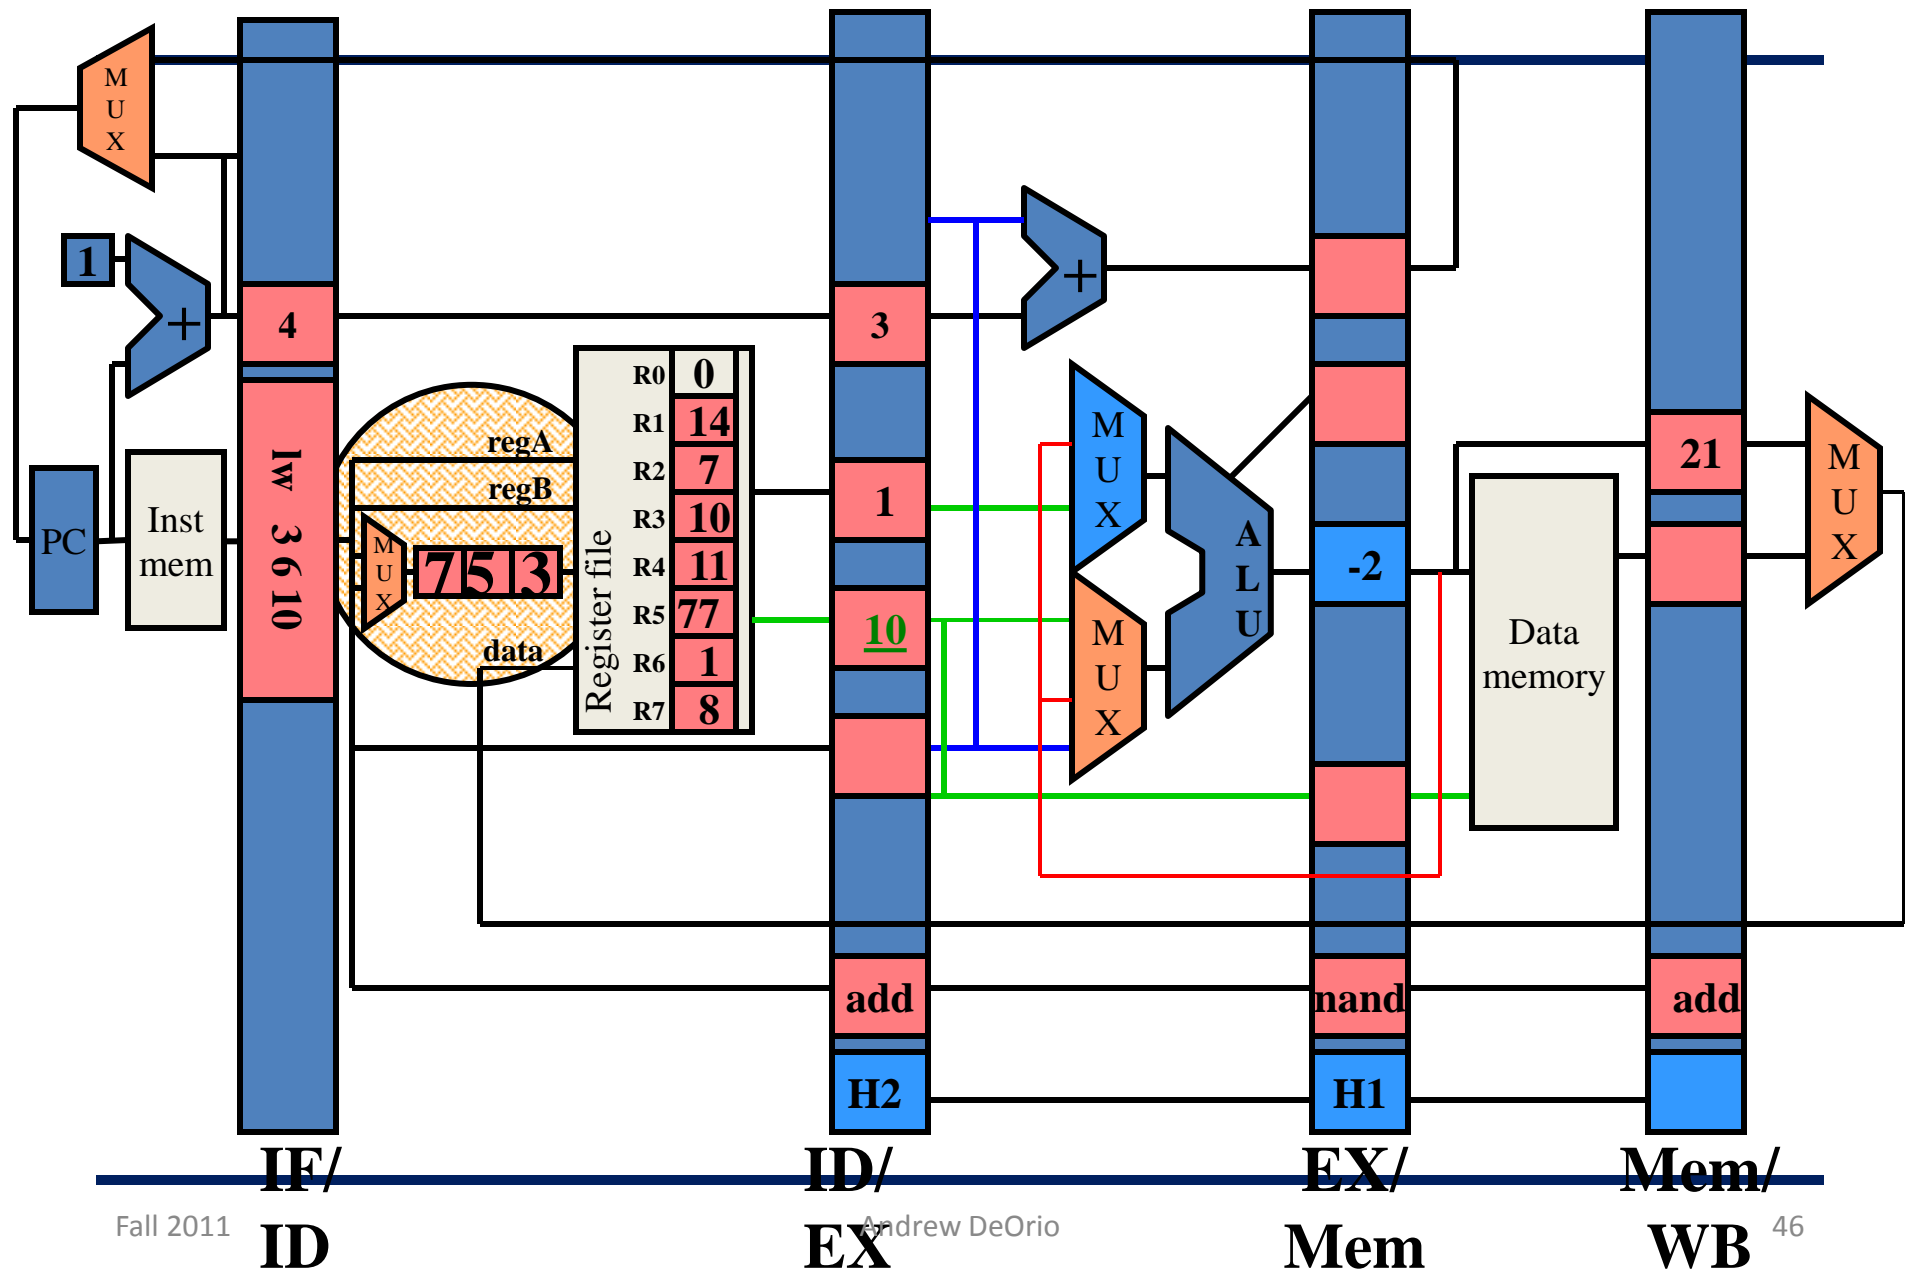 M
U
X
1
+
4
3
+
R0 0
R1 14
R2 7
R3 10
R4 11
R5 77
R6 1
R7 8
Register file
regA
regB
data
M
U
X
7 5 3
PC
Inst
mem
lw 3 6 10
1
10
M
U
X
M
U
X
A
L
U
-2
Data
memory
21
M
U
X
add
nand
add
H2
H1
IF/
ID
ID/
EX
EX/
Mem
Mem/
WB
Fall 2011
Andrew DeOrio
46